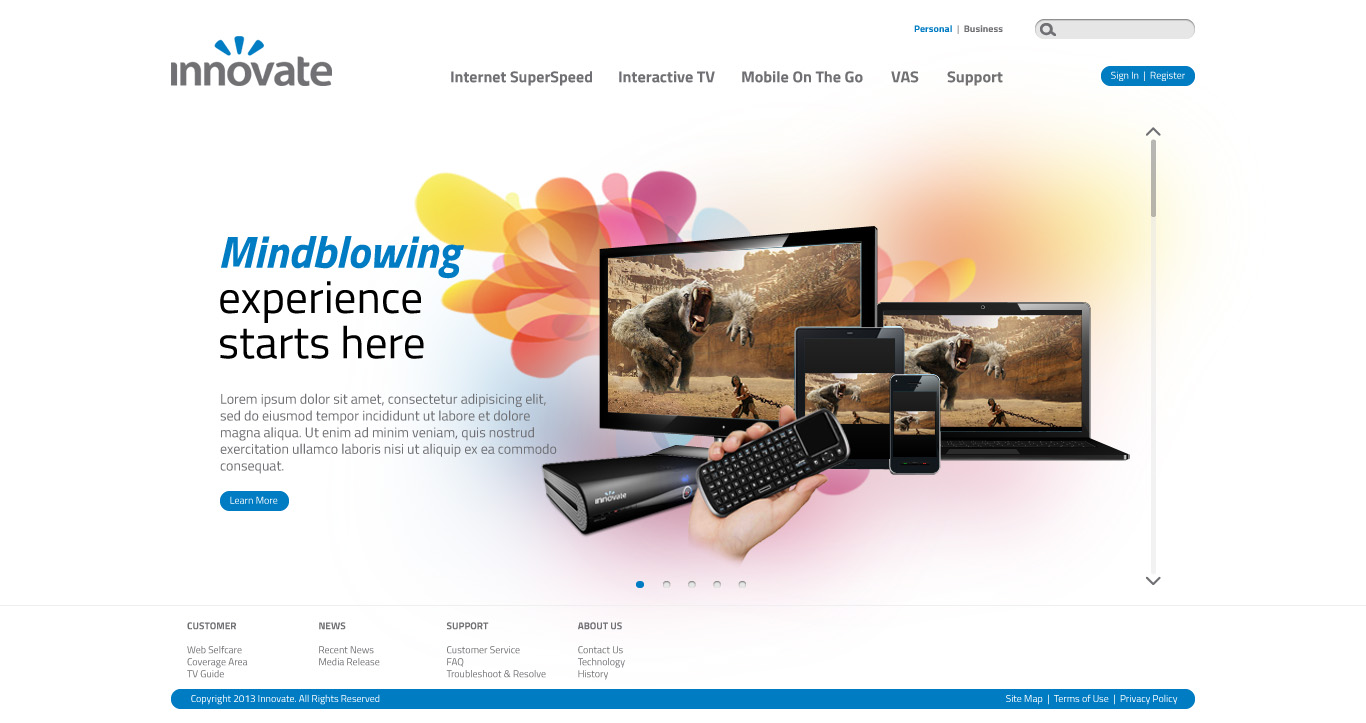 Personal | Business
innovate
Internet SuperSpeed Interactive TV Mobile On The Go VAS Support
Sign In | Register
Mindblowing
experience
starts here
Lorem ipsum dolor sit amet, consectetur adipisicing elit,
sed do eiusmod tempor incididunt ut labore et dolore
magna aliqua. Ut enim ad minim veniam, quis nostrud
exercitation ullamco laboris nisi ut aliquip ex ea commodo
consequat.
Learn More
innovate
CUSTOMER
Web Selfcare
Coverage Area
TV Guide
NEWS
Recent News
Media Release
SUPPORT
Customer Service
FAQ
Troubleshoot & Resolve
ABOUT US
Contact Us
Technology
History
Copyright 2013 Innovate. All Rights Reserved
Site Map | Terms of Use | Privacy Policy